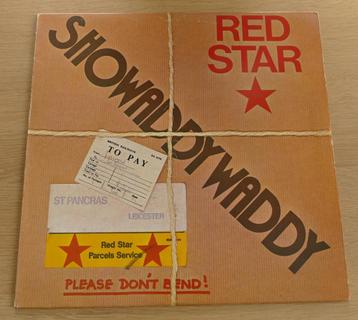 RED
STAR
SHOWADDYWADDY
TO PAY
ST PANCRAS
LEICESTER
Red Star
Parcels Service
PLEASE DON'T BEND!